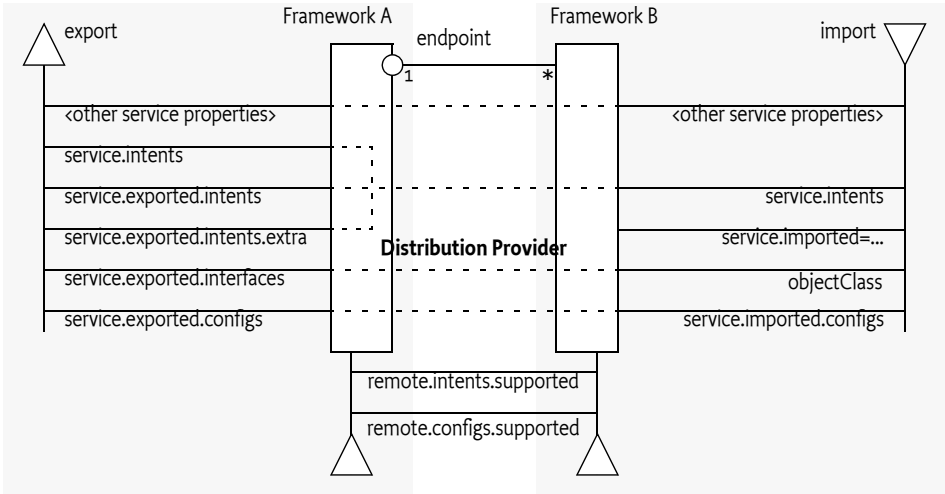 Framework A
Framework B
export
endpoint
import
1
*
<other service properties>
<other service properties>
service.intents
service.exported.intents
service.intents
service.exported.intents.extra
service.imported=...
Distribution Provider
service.exported.interfaces
objectClass
service.exported.configs
service.imported.configs
remote.intents.supported
remote.configs.supported